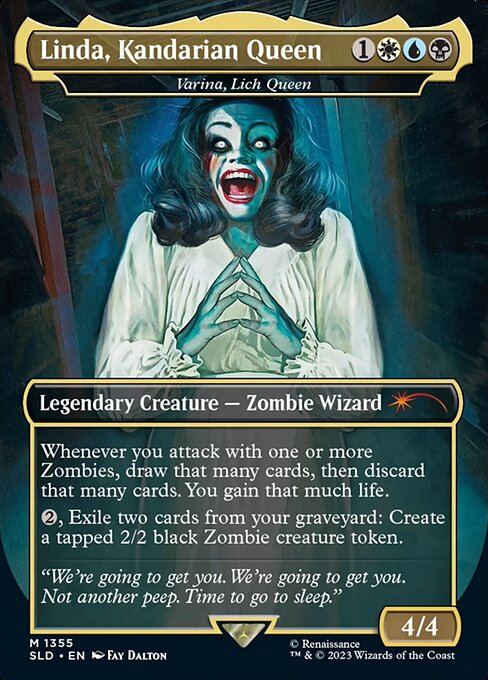 Linda, Kandarian Queen 1
Varina, Lich Queen
Legendary Creature — Zombie Wizard
Whenever you attack with one or more
Zombies, draw that many cards, then discard
that many cards. You gain that much life.
2, Exile two cards from your graveyard: Create
a tapped 2/2 black Zombie creature token.
“We’re going to get you. We’re going to get you.
Not another peep. Time to go to sleep.”
4/4
M 1355
SLD • EN Fay Dalton
© Renaissance
™ & © 2023 Wizards of the Coast